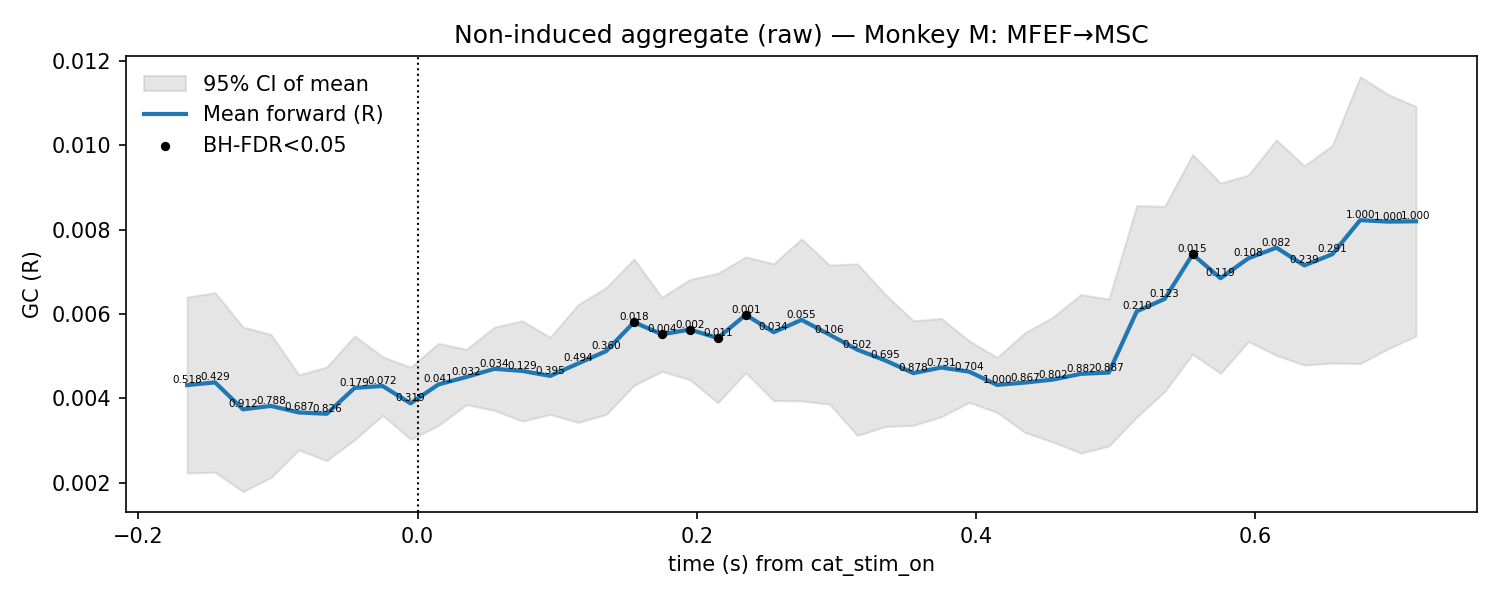 Non-induced aggregate (raw) — Monkey M: MFEF→MSC
GC (R)
0.012
0.010
0.008
0.006
0.004
0.002
95% CI of mean
Mean forward (R)
BH-FDR<0.05
0.518 0.429 0.912 0.788 0.687 0.826 0.179 0.072 0.319 0.041 0.032 0.034 0.129 0.395 0.494 0.360 0.018 0.004 0.002 0.011 0.001 0.034 0.055 0.106 0.502 0.695 0.878 0.731 0.704 1.000 0.867 0.802 0.882 0.887 0.210 0.123 0.015 0.119 0.108 0.082 0.239 0.291 1.000 1.000 1.000
−0.2 0.0 0.2 0.4 0.6
time (s) from cat_stim_on